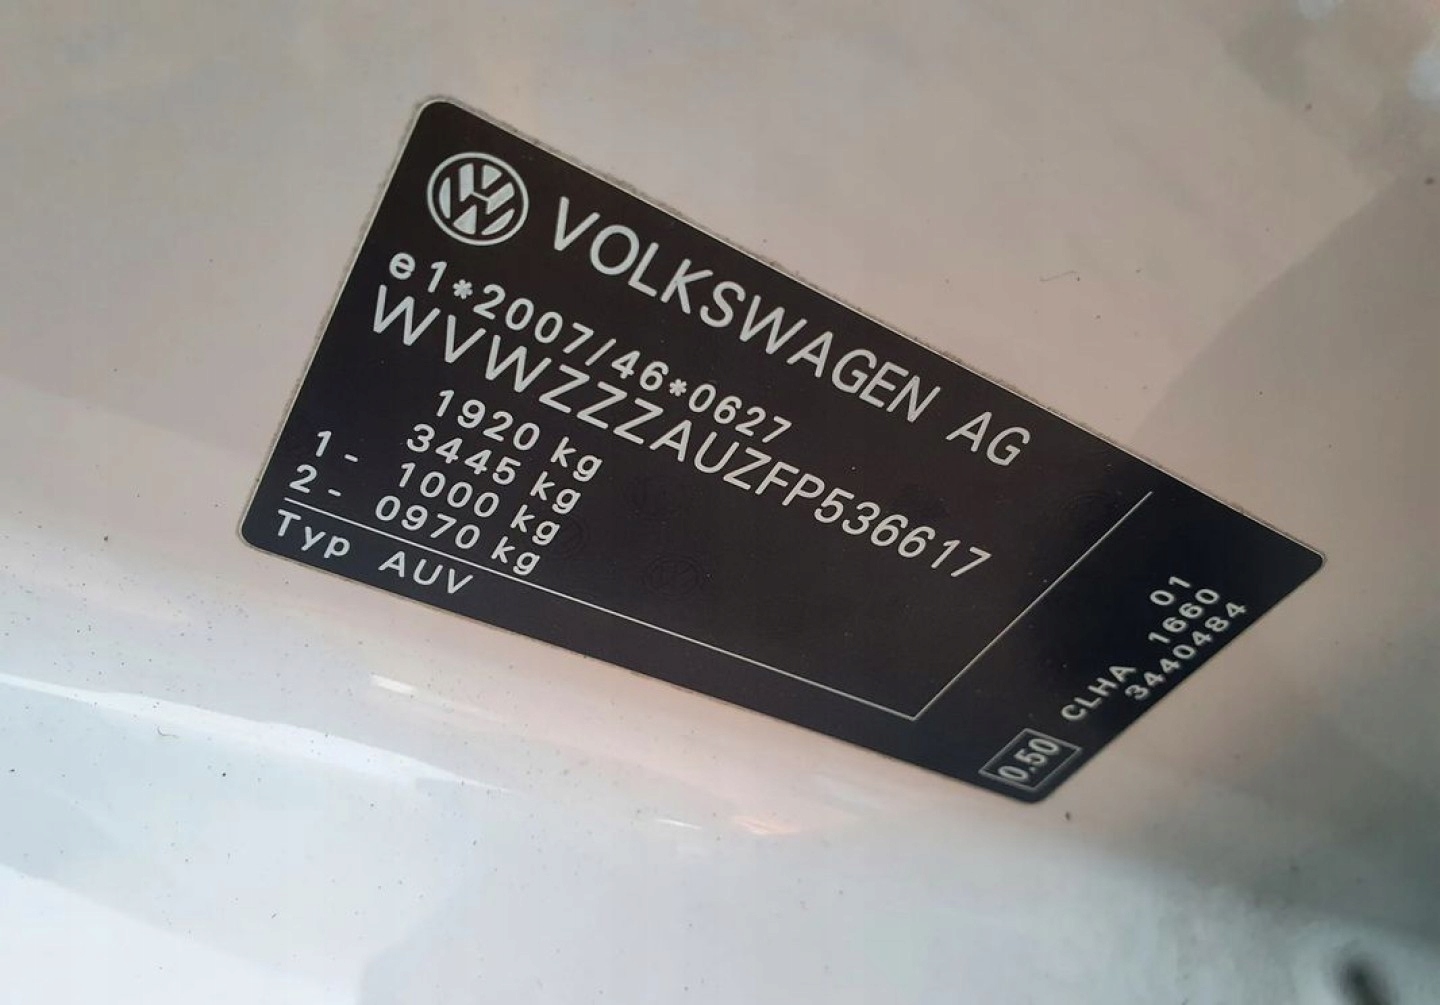 VOLKSWAGEN AG
e1*2007/46*0627
WVWZZZAUZFP536617
1920 kg
3445 kg
1 - 1000 kg
2 - 0970 kg
Typ AUV
01
CLHA 1660
3440484
0.50